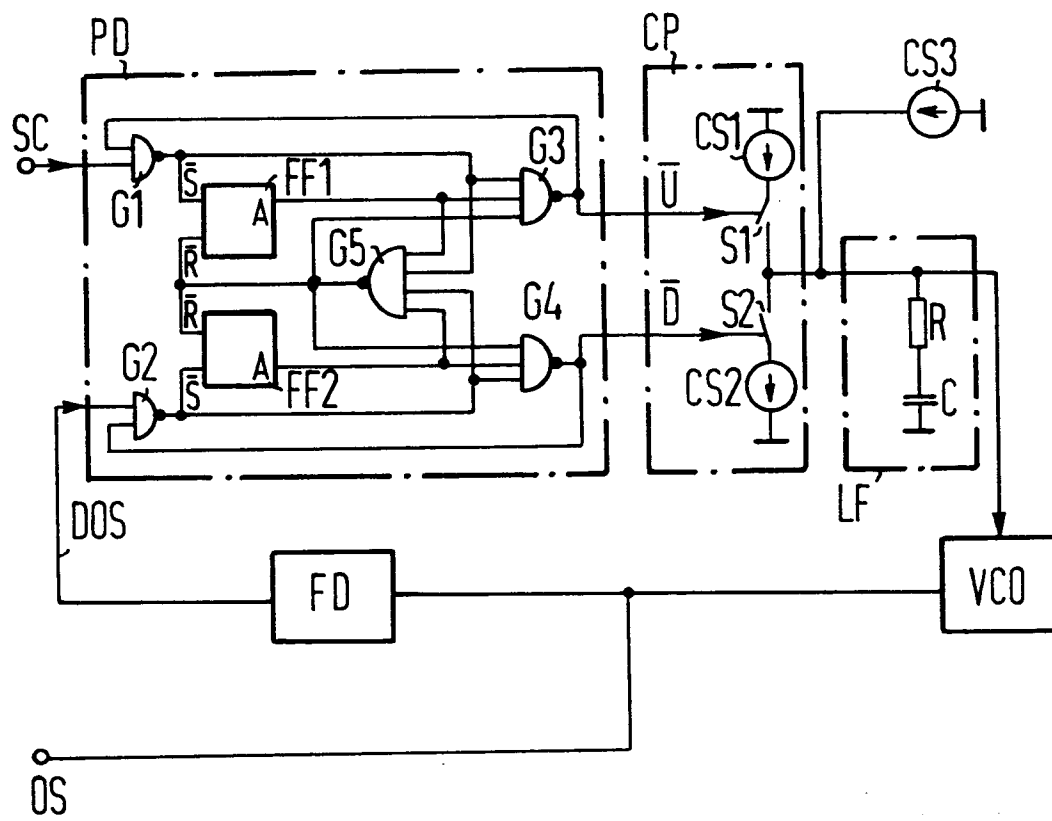 PD
CP
CS3
SC
CS1
G1
S̅
FF1
A
G3
U̅
S1
R̅
G5
R̅
G4
D̅
S2
R
G2
A
S̅
FF2
CS2
C
LF
DOS
FD
VCO
OS